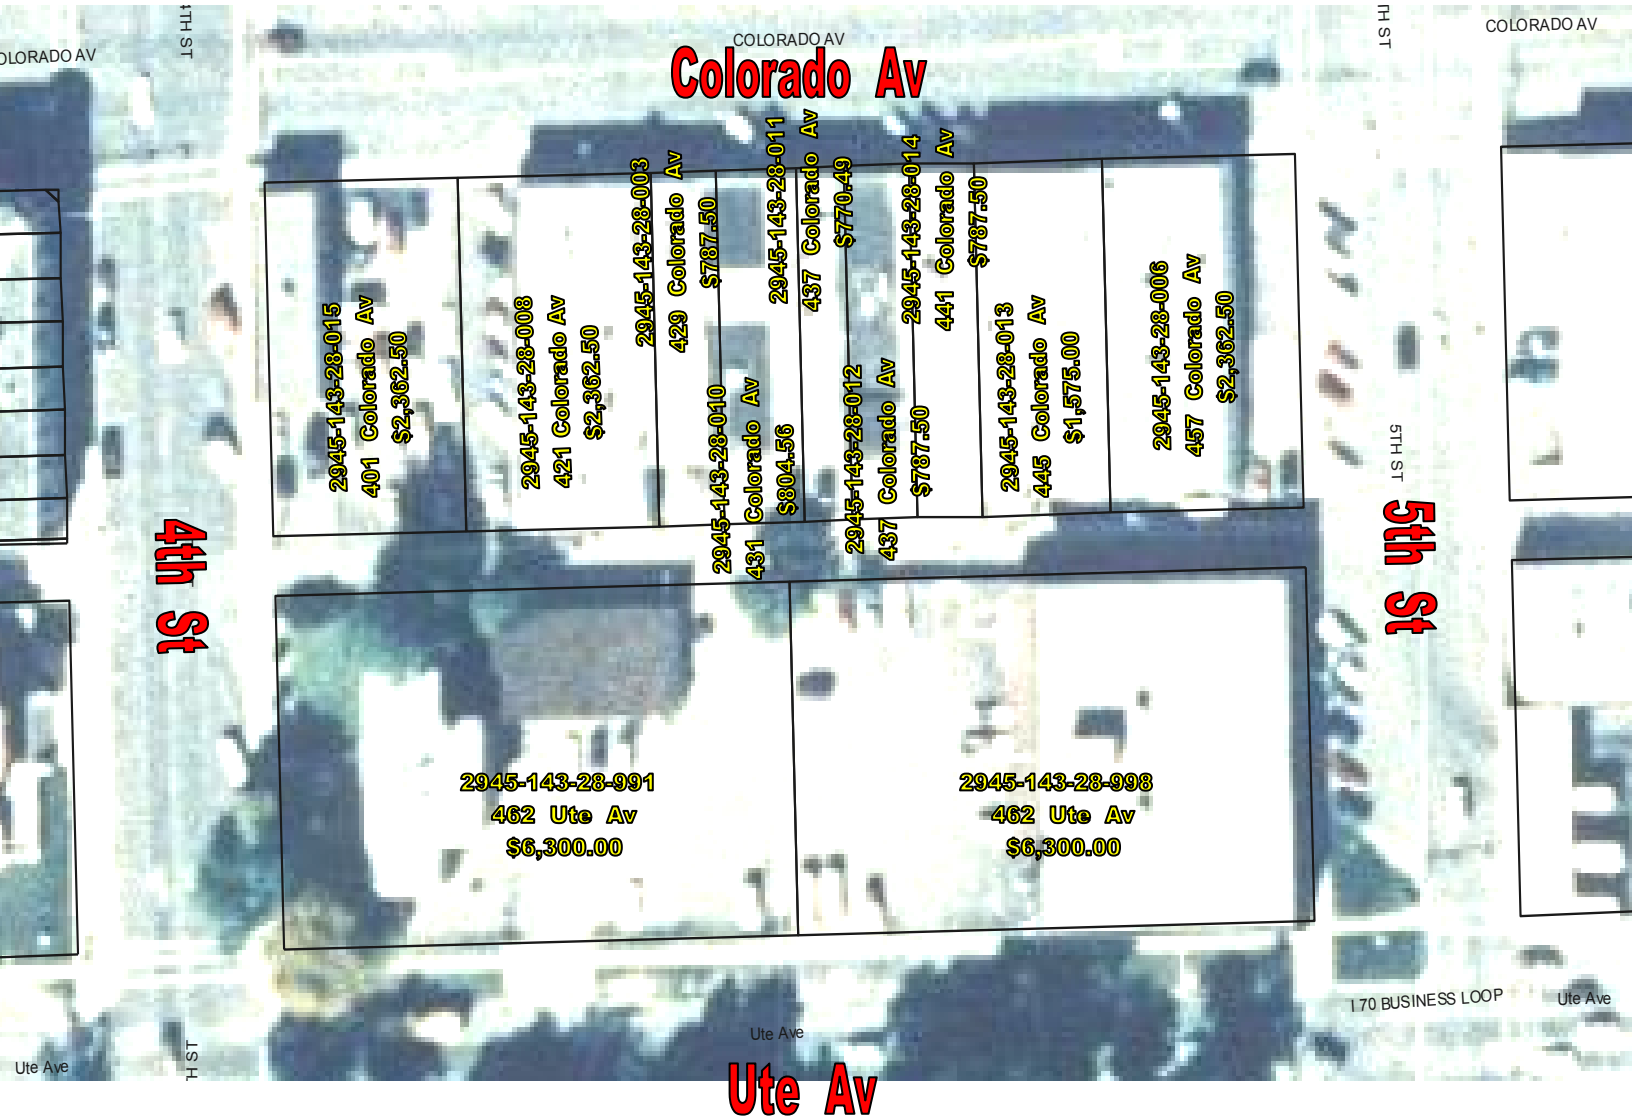 4TH ST
TH ST
COLORADO AV
COLORADO AV
OLORADO AV
Colorado Av
2945-143-28-015
401 Colorado Av
$2,362.50
2945-143-28-008
421 Colorado Av
$2,362.50
2945-143-28-003
429 Colorado Av
$787.50
2945-143-28-010
431 Colorado Av
$804.56
2945-143-28-011
437 Colorado Av
$770.49
2945-143-28-012
437 Colorado Av
$787.50
2945-143-28-014
441 Colorado Av
$787.50
2945-143-28-013
445 Colorado Av
$1,575.00
2945-143-28-006
457 Colorado Av
$2,362.50
5TH ST
4th St
5th St
2945-143-28-991
462 Ute Av
$6,300.00
2945-143-28-998
462 Ute Av
$6,300.00
I 70 BUSINESS LOOP
Ute Ave
Ute Ave
Ute Ave
H ST
Ute Av